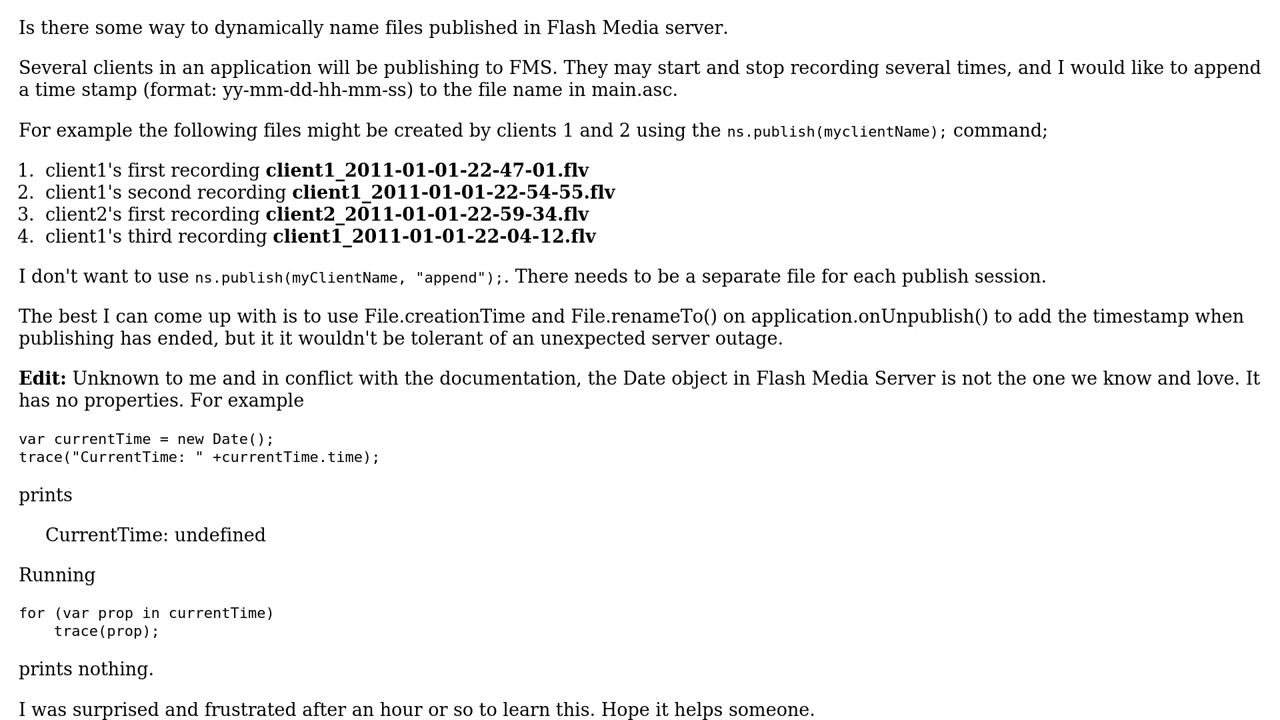 Is there some way to dynamically name files published in Flash Media server.
Several clients in an application will be publishing to FMS. They may start and stop recording several times, and I would like to append
a time stamp (format: yy-mm-dd-hh-mm-ss) to the file name in main.asc.
For example the following files might be created by clients 1 and 2 using the ns.publish(myclientName); command;
1. client1's first recording client1_2011-01-01-22-47-01.flv
2. client1's second recording client1_2011-01-01-22-54-55.flv
3. client2's first recording client2_2011-01-01-22-59-34.flv
4. client1's third recording client1_2011-01-01-22-04-12.flv
I don't want to use ns.publish(myClientName, "append");. There needs to be a separate file for each publish session.
The best I can come up with is to use File.creationTime and File.renameTo() on application.onUnpublish() to add the timestamp when
publishing has ended, but it it wouldn't be tolerant of an unexpected server outage.
Edit: Unknown to me and in conflict with the documentation, the Date object in Flash Media Server is not the one we know and love. It
has no properties. For example
var currentTime = new Date();
trace("CurrentTime: " +currentTime.time);
prints
CurrentTime: undefined
Running
for (var prop in currentTime)
    trace(prop);
prints nothing.
I was surprised and frustrated after an hour or so to learn this. Hope it helps someone.